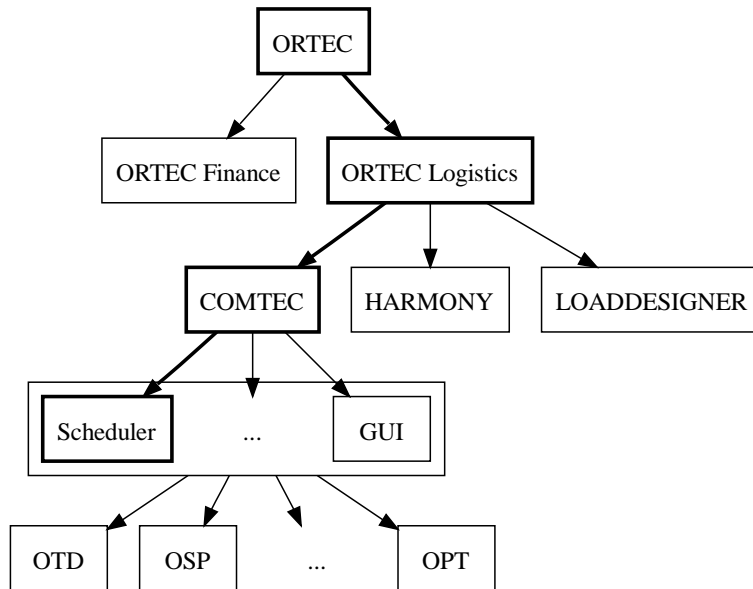 ORTEC
ORTEC Finance
ORTEC Logistics
COMTEC
HARMONY
LOADDESIGNER
Scheduler
...
GUI
OTD
OSP
...
OPT